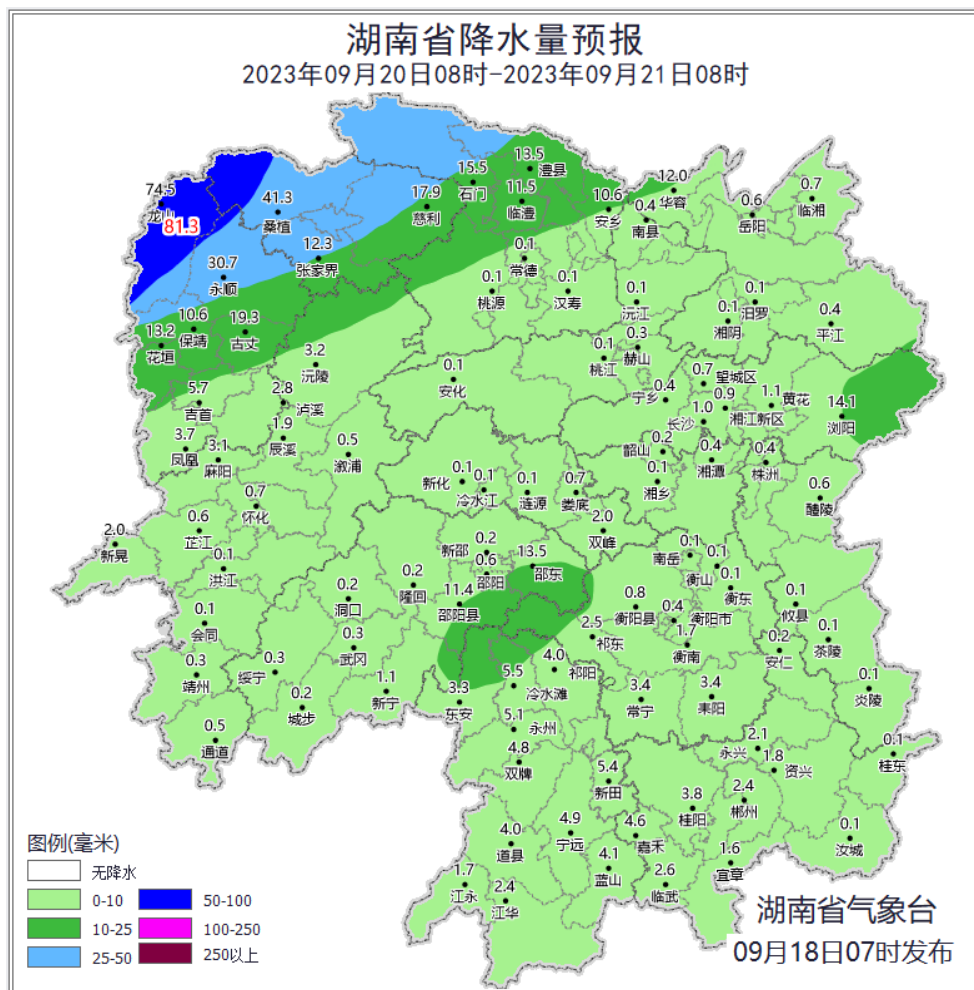 湖南省降水量预报
2023年09月20日08时-2023年09月21日08时
74.5
龙山
81.3
41.3
桑植
30.7
永顺
12.3
张家界
17.9
慈利
15.5
石门
13.5
澧县
11.5
临澧
10.6
安乡
12.0
华容
0.4
南县
0.6
岳阳
0.7
临湘
0.1
常德
0.1
桃源
0.1
汉寿
0.1
沅江
0.1
湘阴
0.1
汨罗
0.4
平江
13.2
花垣
10.6
保靖
19.3
古丈
3.2
沅陵
0.1
安化
0.1
桃江
0.3
赫山
0.7
望城区
0.4
宁乡
0.9
湘江新区
1.0
长沙
1.1
黄花
14.1
浏阳
5.7
吉首
2.8
泸溪
1.9
辰溪
3.7
凤凰
3.1
麻阳
0.5
溆浦
0.2
韶山
0.4
湘潭
0.4
株洲
0.1
湘乡
0.6
醴陵
0.1
新化
0.1
冷水江
0.1
涟源
0.7
娄底
2.0
双峰
0.7
怀化
0.6
芷江
2.0
新晃
0.1
洪江
0.2
新邵
0.6
邵阳
13.5
邵东
0.1
南岳
0.1
衡山
0.1
衡东
0.2
洞口
0.2
隆回
11.4
邵阳县
0.8
衡阳县
0.4
衡阳市
0.1
攸县
0.1
会同
0.3
武冈
2.5
祁东
1.7
衡南
0.2
安仁
0.1
茶陵
0.3
靖州
0.3
绥宁
0.2
城步
1.1
新宁
3.3
东安
5.5
冷水滩
4.0
祁阳
3.4
常宁
3.4
耒阳
0.1
炎陵
0.5
通道
5.1
永州
4.8
双牌
5.4
新田
2.1
永兴
1.8
资兴
0.1
桂东
3.8
桂阳
2.4
郴州
4.0
道县
4.9
宁远
4.6
嘉禾
0.1
汝城
4.1
蓝山
1.6
宜章
1.7
江永
2.4
江华
2.6
临武
图例(毫米)
无降水
0-10
50-100
10-25
100-250
25-50
250以上
湖南省气象台
09月18日07时发布